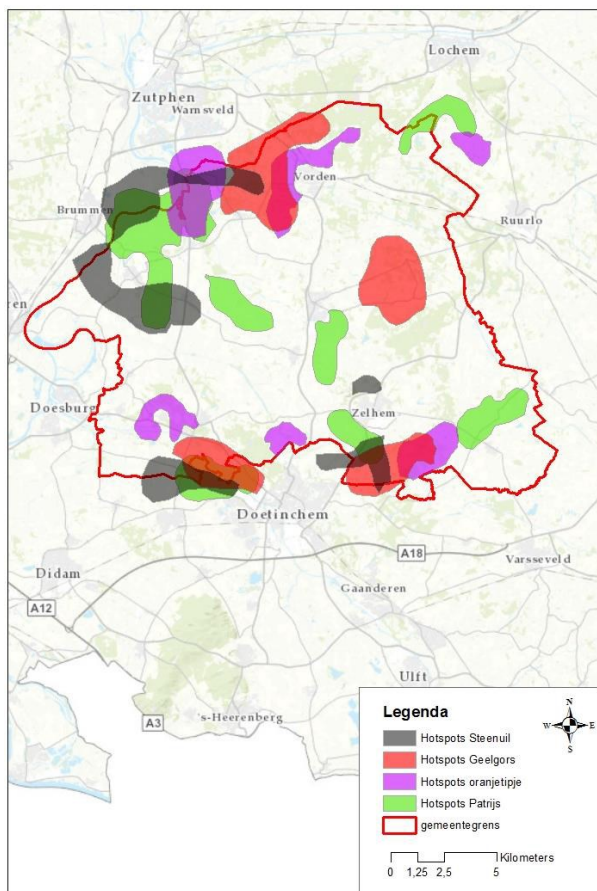 Lochem
Zutphen
Warnsveld
Vorden
Brummen
Ruurlo
ren
Doesburg
Zelhem
Doetinchem
A18
Varsseveld
Didam
Gaanderen
A12
Ulft
A3
's-Heerenberg
Legenda
N
W E
S
Hotspots Steenuil
Hotspots Geelgors
Hotspots oranjetipje
Hotspots Patrijs
gemeentegrens
Kilometers
0 1,25 2,5 5